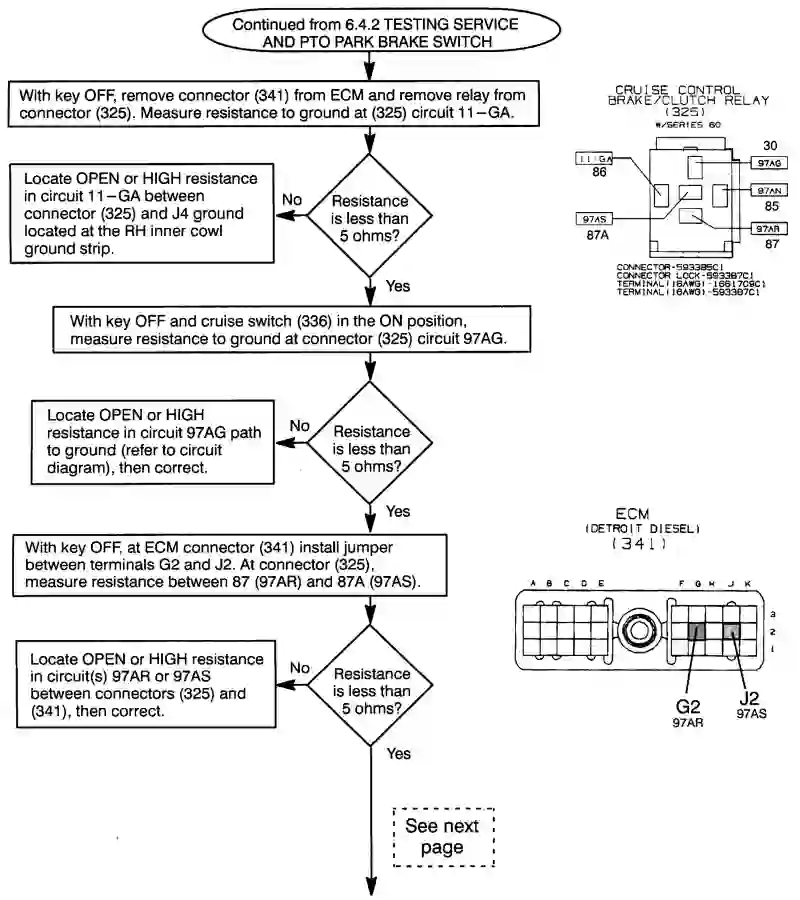 Continued from 6.4.2 TESTING SERVICE
AND PTO PARK BRAKE SWITCH
With key OFF, remove connector (341) from ECM and remove relay from
connector (325). Measure resistance to ground at (325) circuit 11–GA.
Resistance
is less than
5 ohms?
No
Locate OPEN or HIGH resistance
in circuit 11–GA between
connector (325) and J4 ground
located at the RH inner cowl
ground strip.
Yes
With key OFF and cruise switch (336) in the ON position,
measure resistance to ground at connector (325) circuit 97AG.
Resistance
is less than
5 ohms?
No
Locate OPEN or HIGH
resistance in circuit 97AG path
to ground (refer to circuit
diagram), then correct.
Yes
With key OFF, at ECM connector (341) install jumper
between terminals G2 and J2. At connector (325),
measure resistance between 87 (97AR) and 87A (97AS).
Resistance
is less than
5 ohms?
No
Locate OPEN or HIGH resistance
in circuit(s) 97AR or 97AS
between connectors (325) and
(341), then correct.
Yes
See next
page
CRUISE CONTROL
BRAKE/CLUTCH RELAY
(325)
W/SERIES 60
30
97AG
86
97AN
85
97AS
87A
97AR
87
CONNECTOR-593385C1
CONNECTOR LOCK-593387C1
ECM
(DETROIT DIESEL)
(341)
A B C D E F G H J K
3
2
1
G2
97AR
J2
97AS